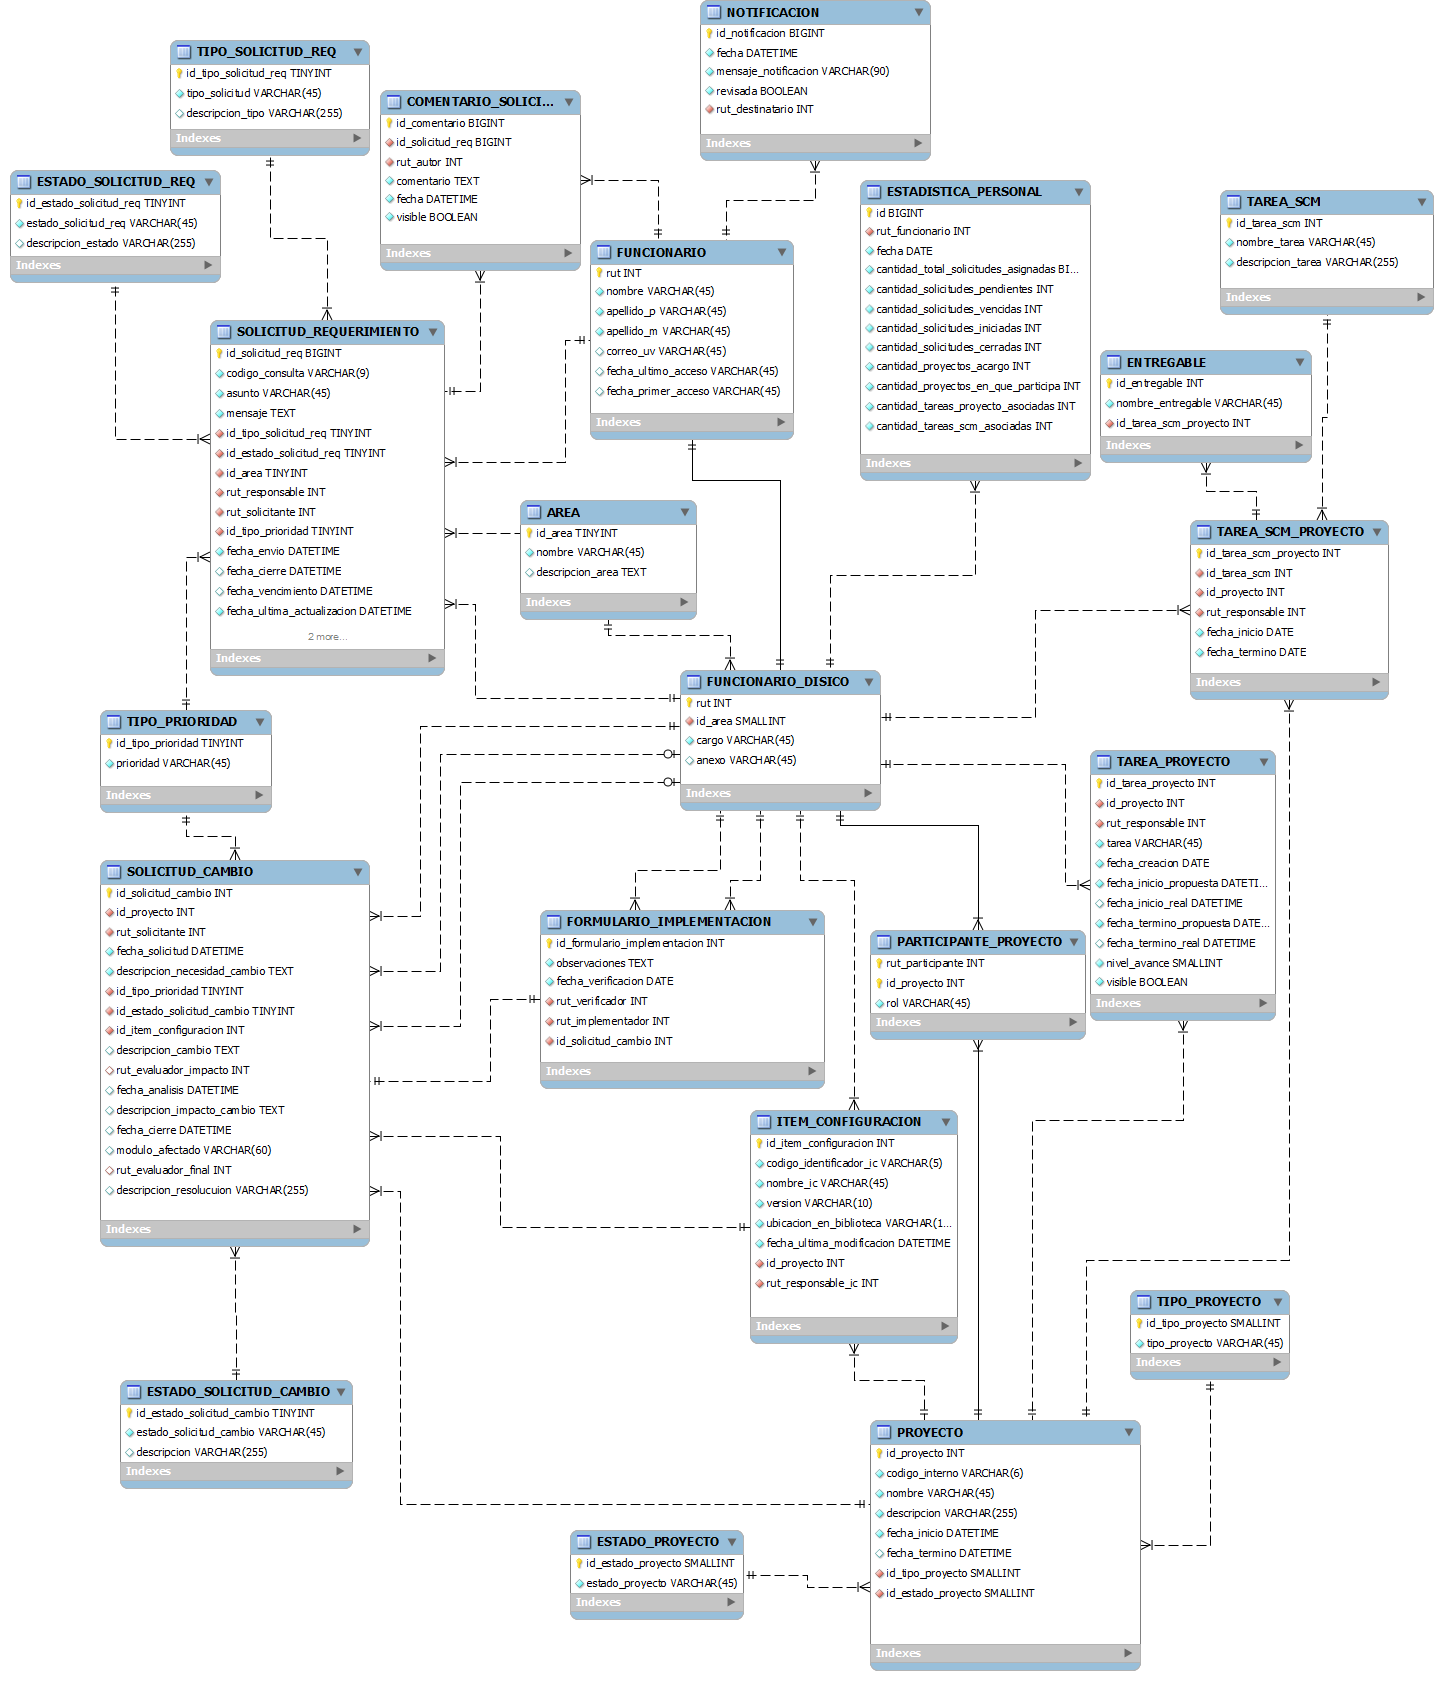 NOTIFICACION
id_notificacion BIGINT
fecha DATETIME
mensaje_notificacion VARCHAR(90)
revisada BOOLEAN
rut_destinatario INT
Indexes
TIPO_SOLICITUD_REQ
id_tipo_solicitud_req TINYINT
tipo_solicitud VARCHAR(45)
descripcion_tipo VARCHAR(255)
Indexes
COMENTARIO_SOLICI...
id_comentario BIGINT
id_solicitud_req BIGINT
rut_autor INT
comentario TEXT
fecha DATETIME
visible BOOLEAN
Indexes
ESTADO_SOLICITUD_REQ
id_estado_solicitud_req TINYINT
estado_solicitud_req VARCHAR(45)
descripcion_estado VARCHAR(255)
Indexes
ESTADISTICA_PERSONAL
id BIGINT
rut_funcionario INT
fecha DATE
cantidad_total_solicitudes_asignadas BI...
cantidad_solicitudes_pendientes INT
cantidad_solicitudes_vencidas INT
cantidad_solicitudes_iniciadas INT
cantidad_solicitudes_cerradas INT
cantidad_proyectos_acargo INT
cantidad_proyectos_en_que_participa INT
cantidad_tareas_proyecto_asociadas INT
cantidad_tareas_scm_asociadas INT
Indexes
TAREA_SCM
id_tarea_scm INT
nombre_tarea VARCHAR(45)
descripcion_tarea VARCHAR(255)
Indexes
FUNCIONARIO
rut INT
nombre VARCHAR(45)
apellido_p VARCHAR(45)
apellido_m VARCHAR(45)
correo_uv VARCHAR(45)
fecha_ultimo_acceso VARCHAR(45)
fecha_primer_acceso VARCHAR(45)
Indexes
SOLICITUD_REQUERIMIENTO
id_solicitud_req BIGINT
codigo_consulta VARCHAR(9)
asunto VARCHAR(45)
mensaje TEXT
id_tipo_solicitud_req TINYINT
id_estado_solicitud_req TINYINT
id_area TINYINT
rut_responsable INT
rut_solicitante INT
id_tipo_prioridad TINYINT
fecha_envio DATETIME
fecha_cierre DATETIME
fecha_vencimiento DATETIME
fecha_ultima_actualizacion DATETIME
2 more...
Indexes
ENTREGABLE
id_entregable INT
nombre_entregable VARCHAR(45)
id_tarea_scm_proyecto INT
Indexes
AREA
id_area TINYINT
nombre VARCHAR(45)
descripcion_area TEXT
Indexes
TAREA_SCM_PROYECTO
id_tarea_scm_proyecto INT
id_tarea_scm INT
id_proyecto INT
rut_responsable INT
fecha_inicio DATE
fecha_termino DATE
Indexes
FUNCIONARIO_DISICO
rut INT
id_area SMALLINT
cargo VARCHAR(45)
anexo VARCHAR(45)
Indexes
TIPO_PRIORIDAD
id_tipo_prioridad TINYINT
prioridad VARCHAR(45)
Indexes
TAREA_PROYECTO
id_tarea_proyecto INT
id_proyecto INT
rut_responsable INT
tarea VARCHAR(45)
fecha_creacion DATE
fecha_inicio_propuesta DATETI...
fecha_inicio_real DATETIME
fecha_termino_propuesta DATE...
fecha_termino_real DATETIME
nivel_avance SMALLINT
visible BOOLEAN
Indexes
SOLICITUD_CAMBIO
id_solicitud_cambio INT
id_proyecto INT
rut_solicitante INT
fecha_solicitud DATETIME
descripcion_necesidad_cambio TEXT
id_tipo_prioridad TINYINT
id_estado_solicitud_cambio TINYINT
id_item_configuracion INT
descripcion_cambio TEXT
rut_evaluador_impacto INT
fecha_analisis DATETIME
descripcion_impacto_cambio TEXT
fecha_cierre DATETIME
modulo_afectado VARCHAR(60)
rut_evaluador_final INT
descripcion_resolucuion VARCHAR(255)
Indexes
FORMULARIO_IMPLEMENTACION
id_formulario_implementacion INT
observaciones TEXT
fecha_verificacion DATE
rut_verificador INT
rut_implementador INT
id_solicitud_cambio INT
Indexes
PARTICIPANTE_PROYECTO
rut_participante INT
id_proyecto INT
rol VARCHAR(45)
Indexes
ITEM_CONFIGURACION
id_item_configuracion INT
codigo_identificador_ic VARCHAR(5)
nombre_ic VARCHAR(45)
version VARCHAR(10)
ubicacion_en_biblioteca VARCHAR(1...
fecha_ultima_modificacion DATETIME
id_proyecto INT
rut_responsable_ic INT
Indexes
TIPO_PROYECTO
id_tipo_proyecto SMALLINT
tipo_proyecto VARCHAR(45)
Indexes
ESTADO_SOLICITUD_CAMBIO
id_estado_solicitud_cambio TINYINT
estado_solicitud_cambio VARCHAR(45)
descripcion VARCHAR(255)
Indexes
PROYECTO
id_proyecto INT
codigo_interno VARCHAR(6)
nombre VARCHAR(45)
descripcion VARCHAR(255)
fecha_inicio DATETIME
fecha_termino DATETIME
id_tipo_proyecto SMALLINT
id_estado_proyecto SMALLINT
Indexes
ESTADO_PROYECTO
id_estado_proyecto SMALLINT
estado_proyecto VARCHAR(45)
Indexes